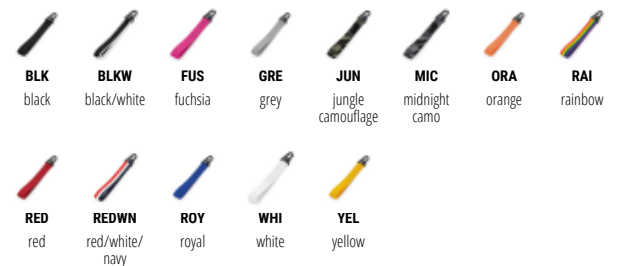 BLK BLKW FUS GRE JUN MIC ORA RAI
black black/white fuchsia grey jungle midnight orange rainbow
camouflage camo
RED REDWN ROY WHI YEL
red red/white/ royal white yellow
navy